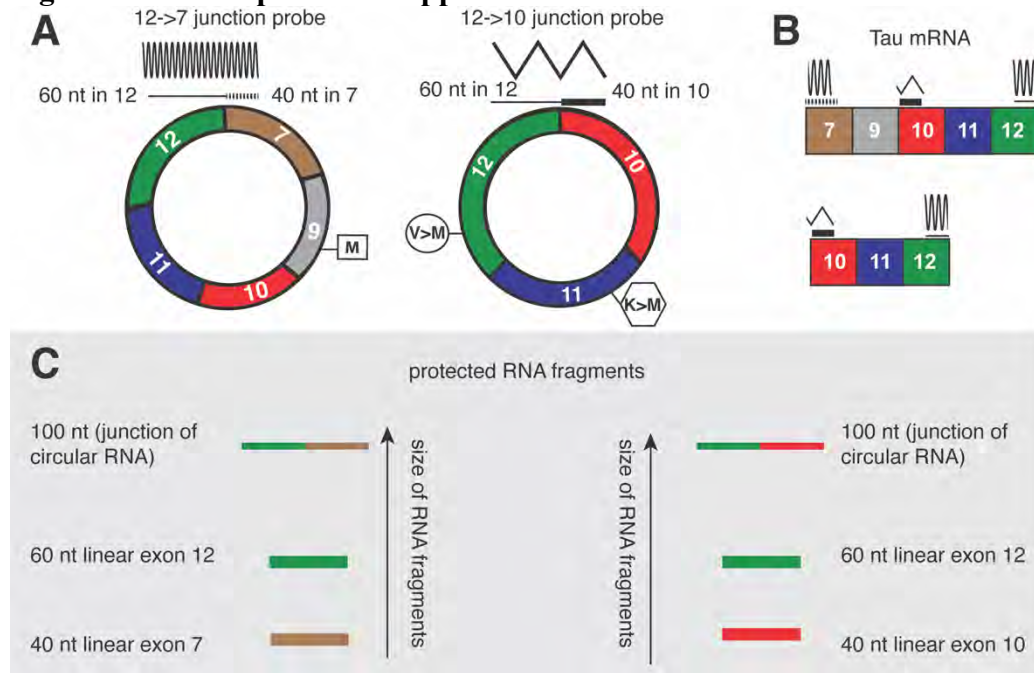 12->7 junction probe
12->10 junction probe
A
B
Tau mRNA
60 nt in 12
40 nt in 7
60 nt in 12
40 nt in 10
12
7
9
M
10
11
12
10
11
V>M
K>M
7
9
10
11
12
10
11
12
C
protected RNA fragments
100 nt (junction of
circular RNA)
60 nt linear exon 12
40 nt linear exon 7
size of RNA fragments
size of RNA fragments
100 nt (junction of
circular RNA)
60 nt linear exon 12
40 nt linear exon 10